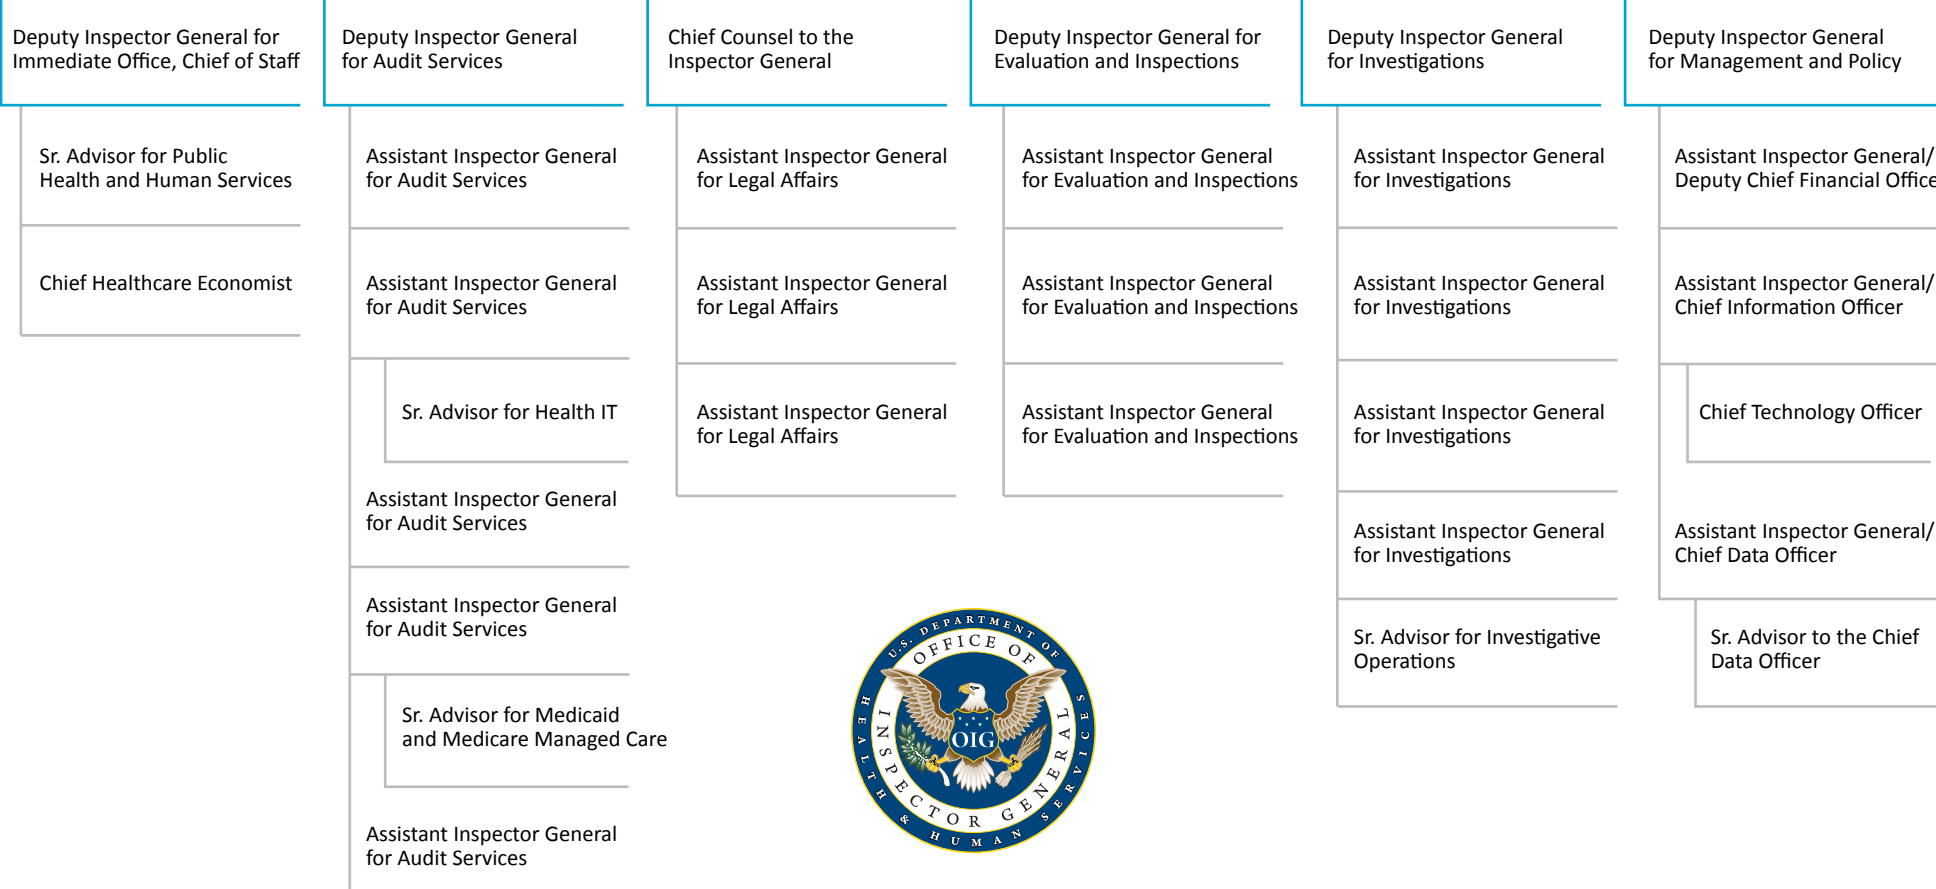 Deputy Inspector General for
Immediate Office, Chief of Staff
Sr. Advisor for Public
Health and Human Services
Chief Healthcare Economist
Deputy Inspector General
for Audit Services
Assistant Inspector General
for Audit Services
Assistant Inspector General
for Audit Services
Sr. Advisor for Health IT
Assistant Inspector General
for Audit Services
Assistant Inspector General
for Audit Services
Sr. Advisor for Medicaid
and Medicare Managed Care
Assistant Inspector General
for Audit Services
Chief Counsel to the
Inspector General
Assistant Inspector General
for Legal Affairs
Assistant Inspector General
for Legal Affairs
Assistant Inspector General
for Legal Affairs
Deputy Inspector General for
Evaluation and Inspections
Assistant Inspector General
for Evaluation and Inspections
Assistant Inspector General
for Evaluation and Inspections
Assistant Inspector General
for Evaluation and Inspections
Deputy Inspector General
for Investigations
Assistant Inspector General
for Investigations
Assistant Inspector General
for Investigations
Assistant Inspector General
for Investigations
Assistant Inspector General
for Investigations
Sr. Advisor for Investigative
Operations
Deputy Inspector General
for Management and Policy
Assistant Inspector General/
Deputy Chief Financial Office
Assistant Inspector General/
Chief Information Officer
Chief Technology Officer
Assistant Inspector General/
Chief Data Officer
Sr. Advisor to the Chief
Data Officer
U.S. DEPARTMENT OF
HEALTH & HUMAN SERVICES
OFFICE OF
INSPECTOR GENERAL
OIG